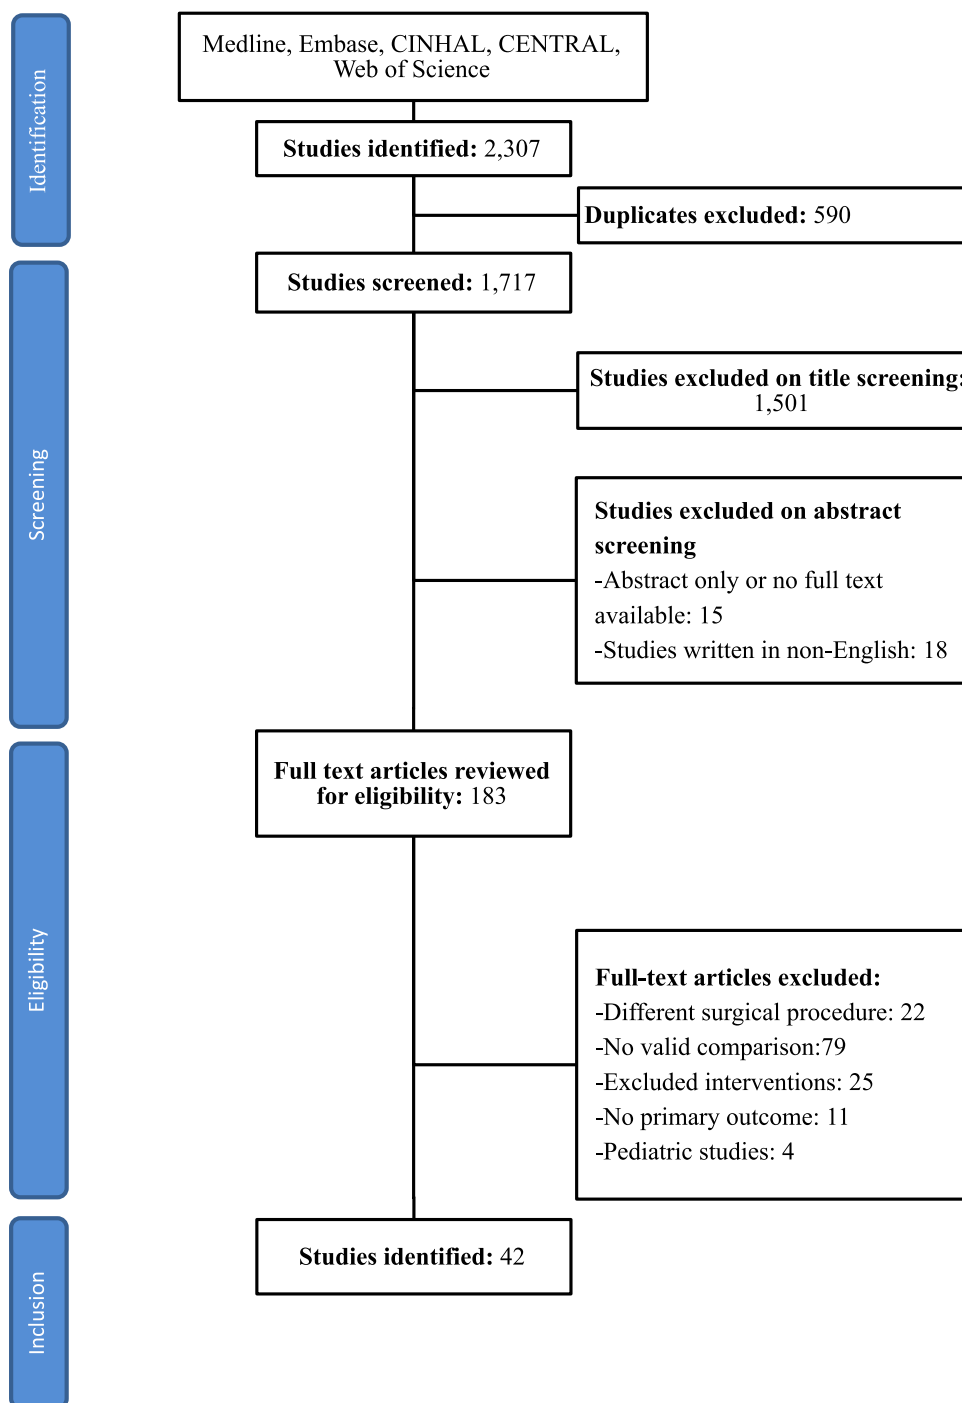 Identification
Medline, Embase, CINHAL, CENTRAL,
Web of Science
Studies identified: 2,307
Duplicates excluded: 590
Screening
Studies screened: 1,717
Studies excluded on title screening:
1,501
Studies excluded on abstract
screening
-Abstract only or no full text
available: 15
-Studies written in non-English: 18
Eligibility
Full text articles reviewed
for eligibility: 183
Full-text articles excluded:
-Different surgical procedure: 22
-No valid comparison:79
-Excluded interventions: 25
-No primary outcome: 11
-Pediatric studies: 4
Inclusion
Studies identified: 42